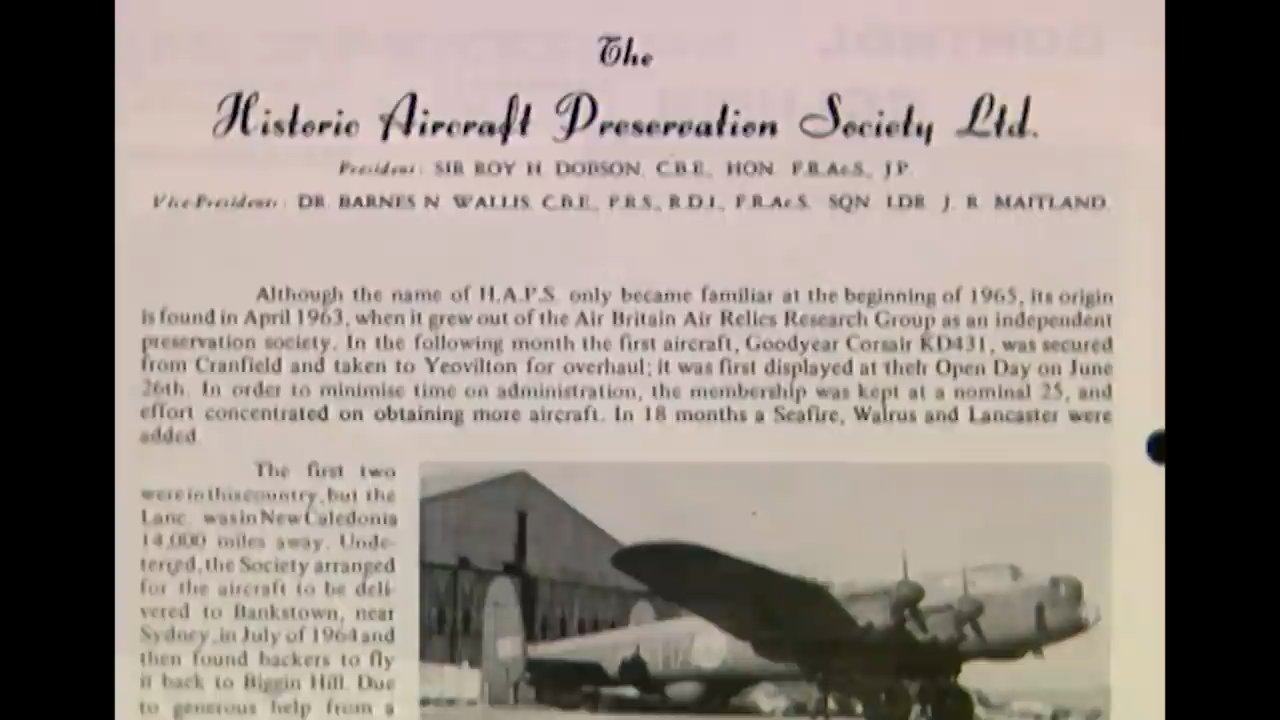 The
Historic Aircraft Preservation Society Ltd.
President: SIR ROY H. DOBSON, C.B.E., HON. F.R.Ae.S., J.P.
Vice-Presidents: DR. BARNES N. WALLIS, C.B.E., F.R.S., R.D.I., F.R.Ae.S. SQN. LDR. J. R. MAITLAND.
Although the name of H.A.P.S. only became familiar at the beginning of 1965, its origin
is found in April 1963, when it grew out of the Air Britain Air Relics Research Group as an independent
preservation society. In the following month the first aircraft, Goodyear Corsair KD431, was secured
from Cranfield and taken to Yeovilton for overhaul; it was first displayed at their Open Day on June
26th. In order to minimise time on administration, the membership was kept at a nominal 25, and
effort concentrated on obtaining more aircraft. In 18 months a Seafire, Walrus and Lancaster were
added.
The first two
were in this country, but the
Lanc. was in New Caledonia
14,000 miles away. Unde-
terred, the Society arranged
for the aircraft to be deli-
vered to Bankstown, near
Sydney, in July of 1964 and
then found backers to fly
it back to Biggin Hill. Due
to generous help from a